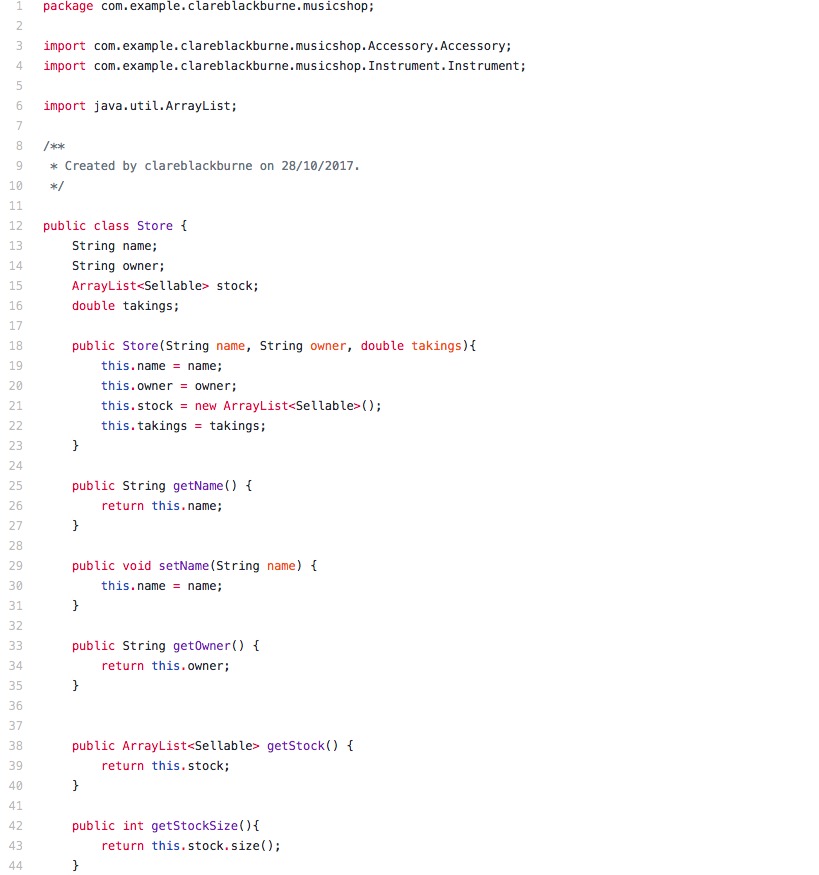 1 package com.example.clareblackburne.musicshop;
2
3 import com.example.clareblackburne.musicshop.Accessory.Accessory;
4 import com.example.clareblackburne.musicshop.Instrument.Instrument;
5
6 import java.util.ArrayList;
7
8 /**
9  * Created by clareblackburne on 28/10/2017.
10  */
11
12 public class Store {
13     String name;
14     String owner;
15     ArrayList<Sellable> stock;
16     double takings;
17
18     public Store(String name, String owner, double takings){
19         this.name = name;
20         this.owner = owner;
21         this.stock = new ArrayList<Sellable>();
22         this.takings = takings;
23     }
24
25     public String getName() {
26         return this.name;
27     }
28
29     public void setName(String name) {
30         this.name = name;
31     }
32
33     public String getOwner() {
34         return this.owner;
35     }
36
37
38     public ArrayList<Sellable> getStock() {
39         return this.stock;
40     }
41
42     public int getStockSize(){
43         return this.stock.size();
44     }